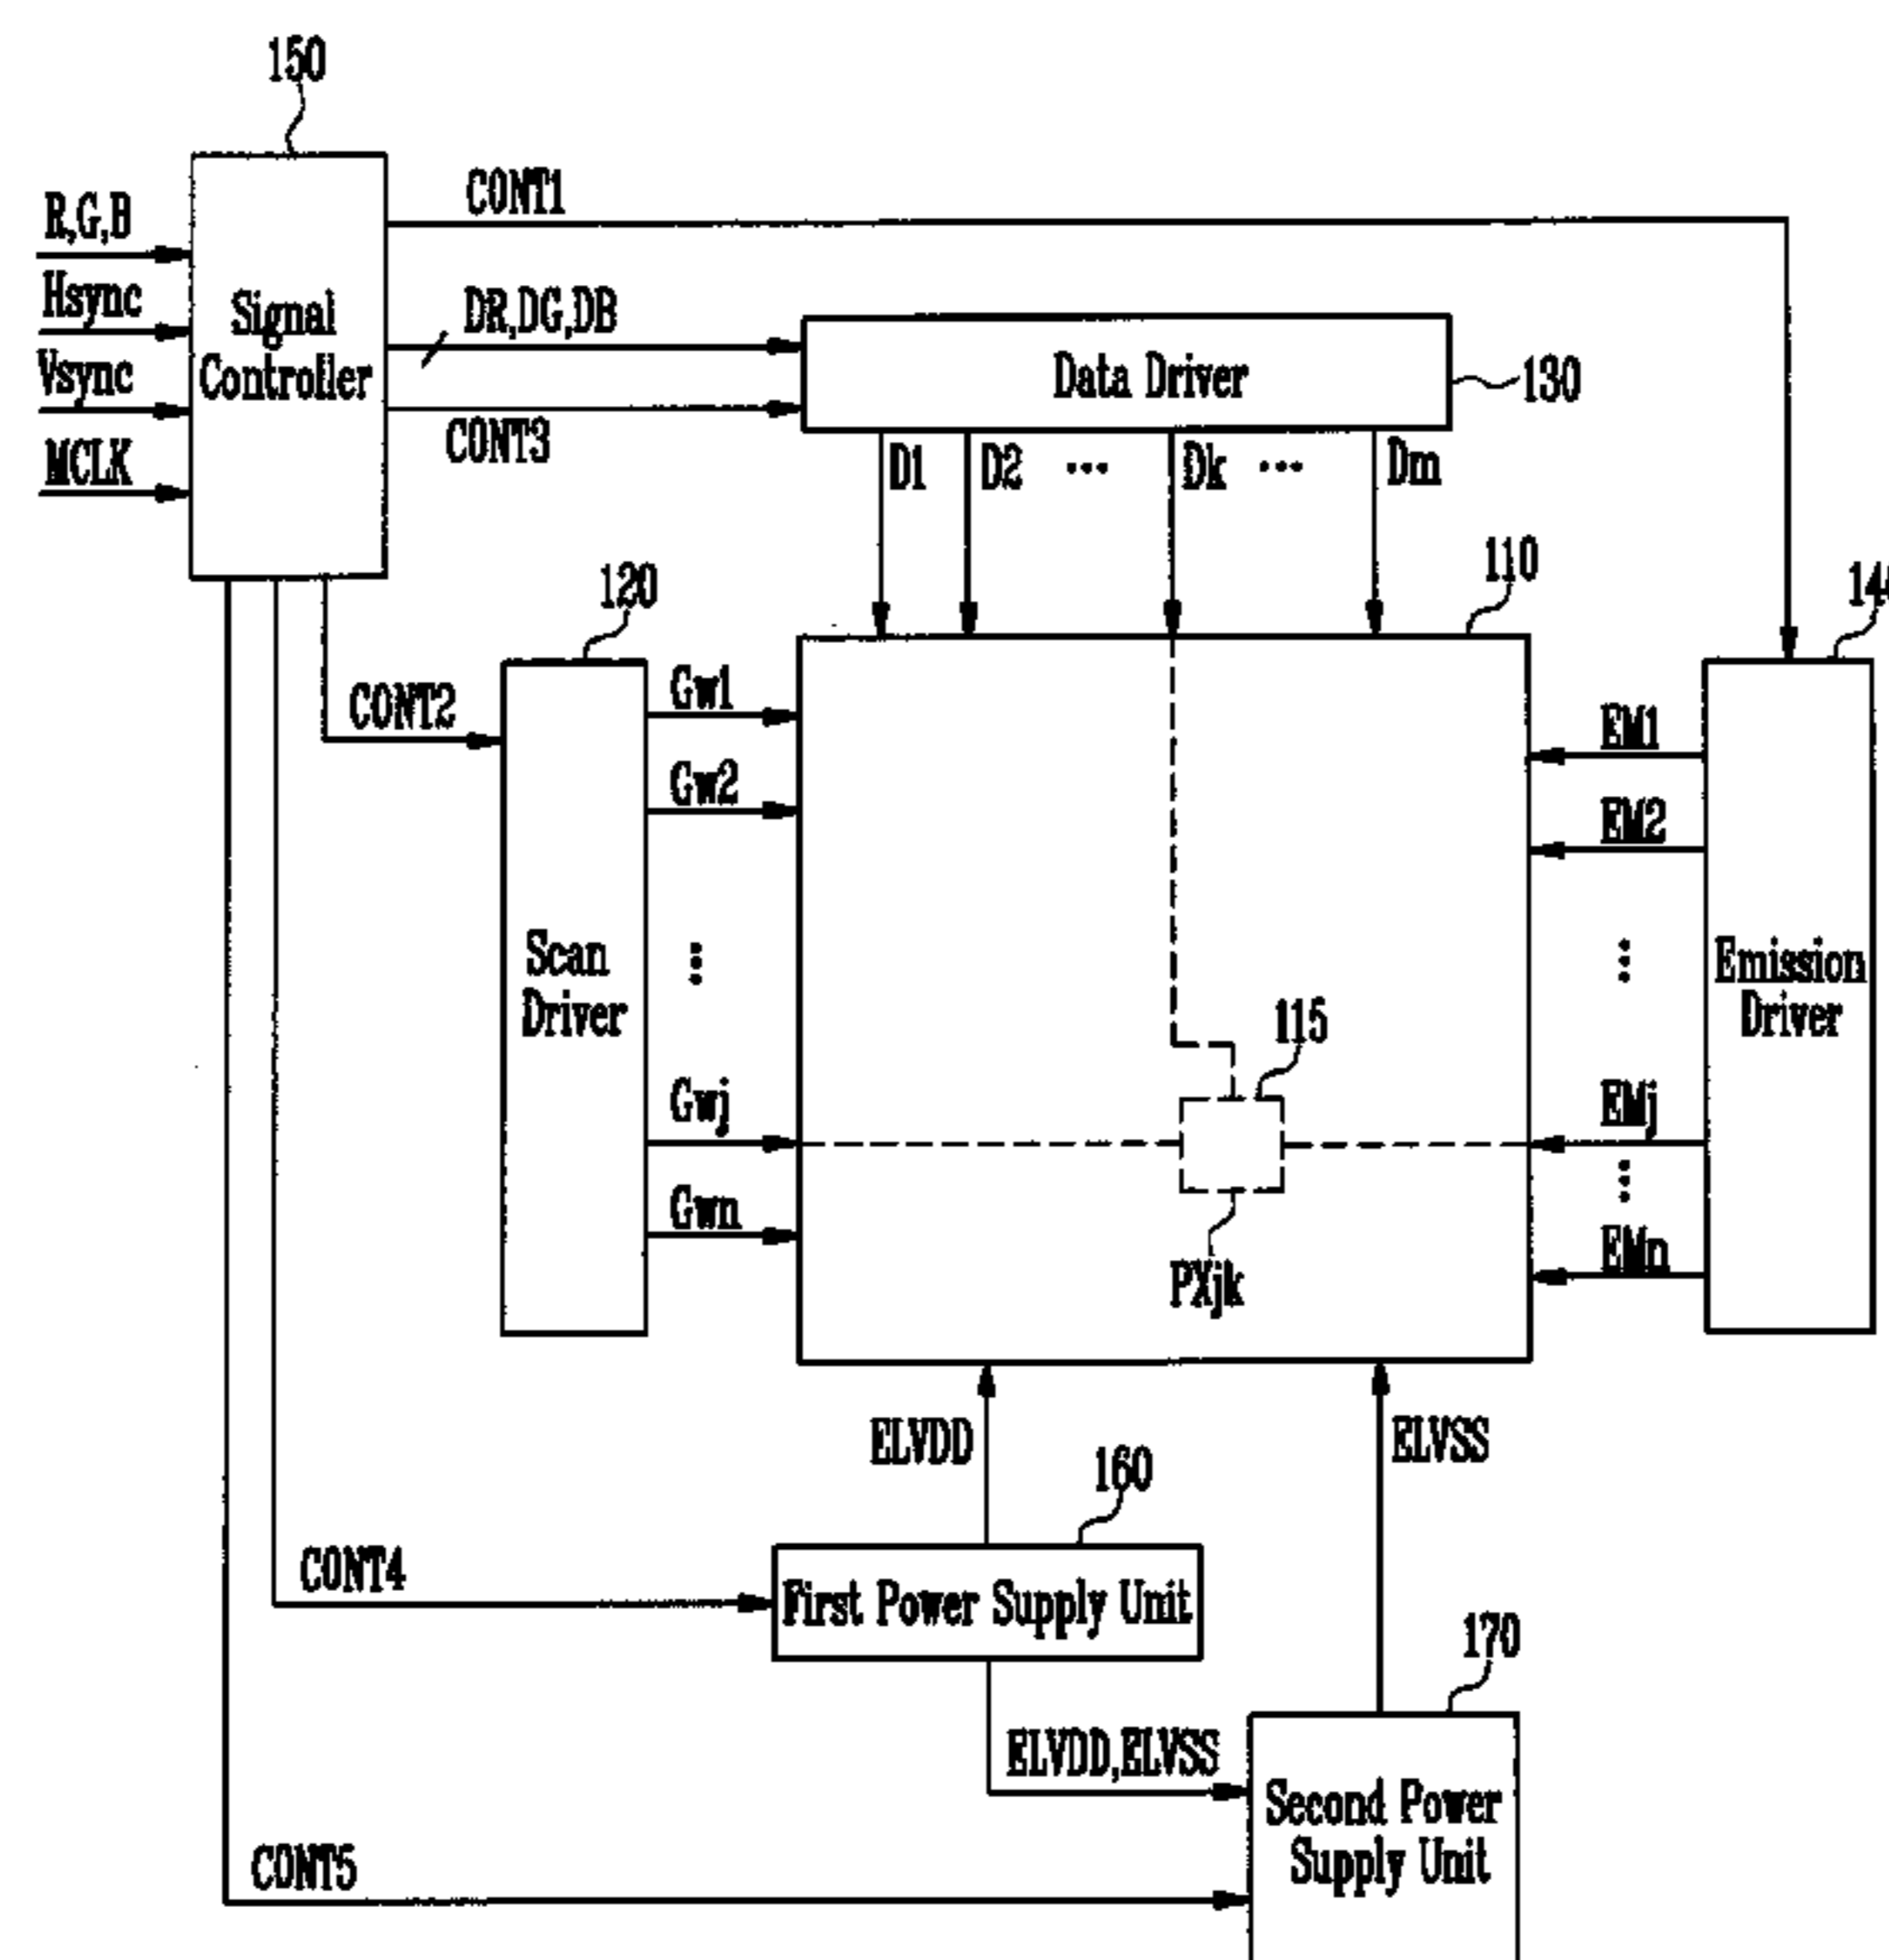 150
R,G,B
Hsync
Vsync
MCLK
Signal
Controller
CONT1
DR,DG,DB
CONT3
Data Driver
130
D1
D2
...
Dk
...
Dm
110
120
CONT2
Gw1
Gw2
Scan
Driver
Gwj
Gwn
EM1
EM2
Emission
Driver
EMj
EMn
115
PXjk
ELVDD
ELVSS
160
CONT4
First Power Supply Unit
170
ELVDD,ELVSS
Second Power
Supply Unit
CONT5